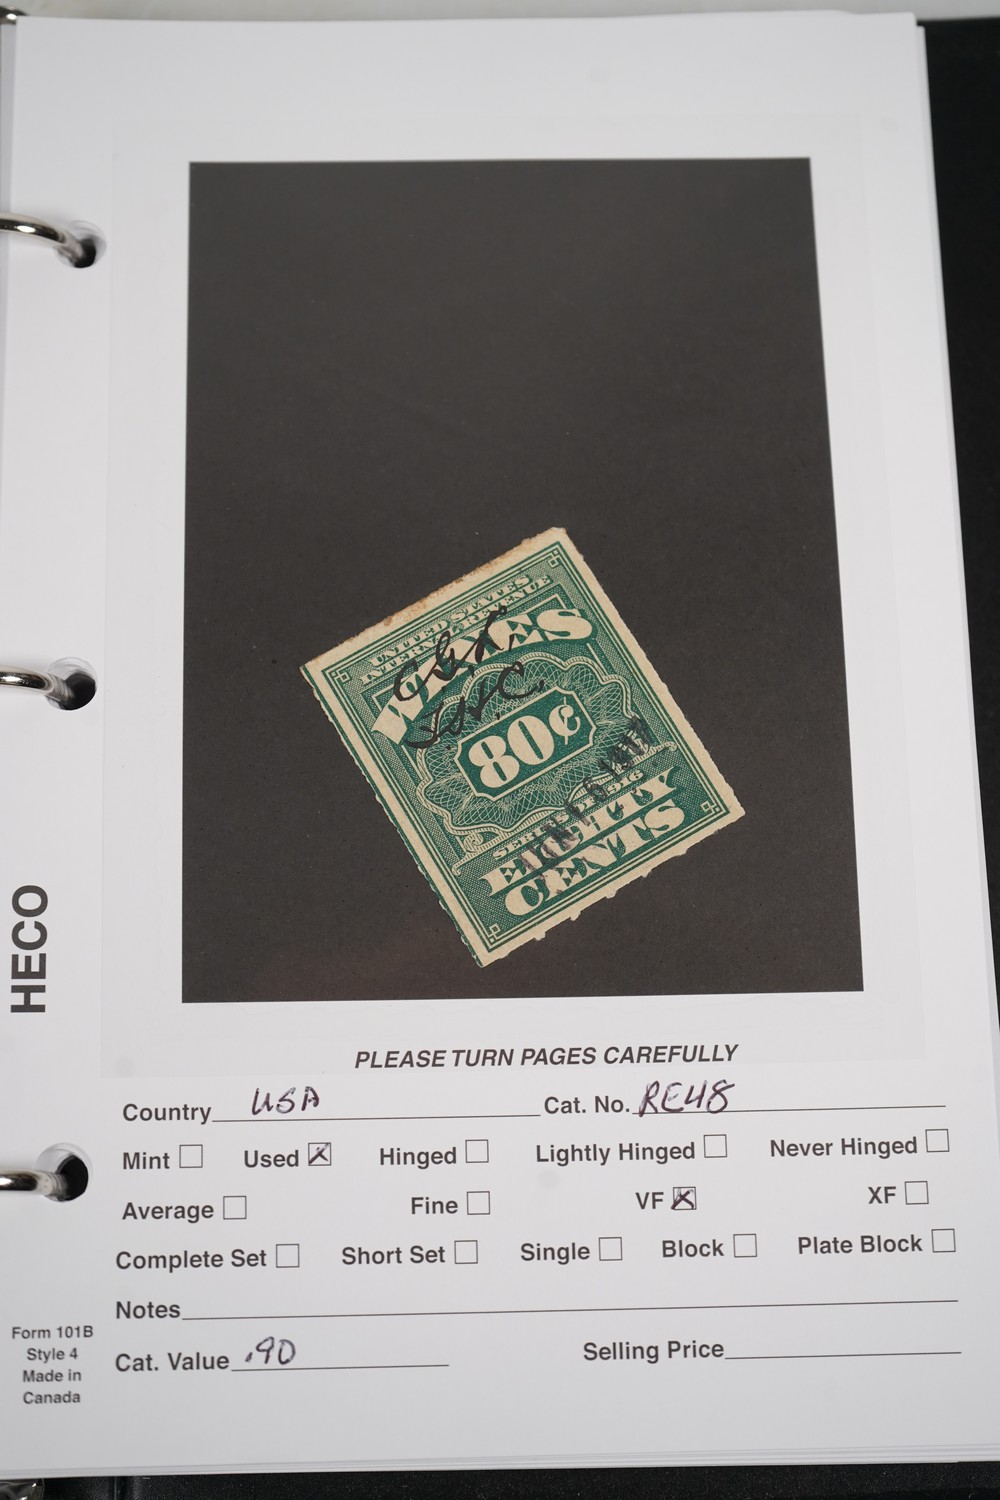 UNITED STATES
INTERNAL REVENUE
WINES
80¢
SERIES OF 1916
EIGHTY
CENTS
HECO
PLEASE TURN PAGES CAREFULLY
Country USA Cat. No. RE48
Mint Used Hinged Lightly Hinged Never Hinged
Average Fine VF XF
Complete Set Short Set Single Block Plate Block
Notes
Form 101B
Style 4
Made in
Canada
Cat. Value .90 Selling Price